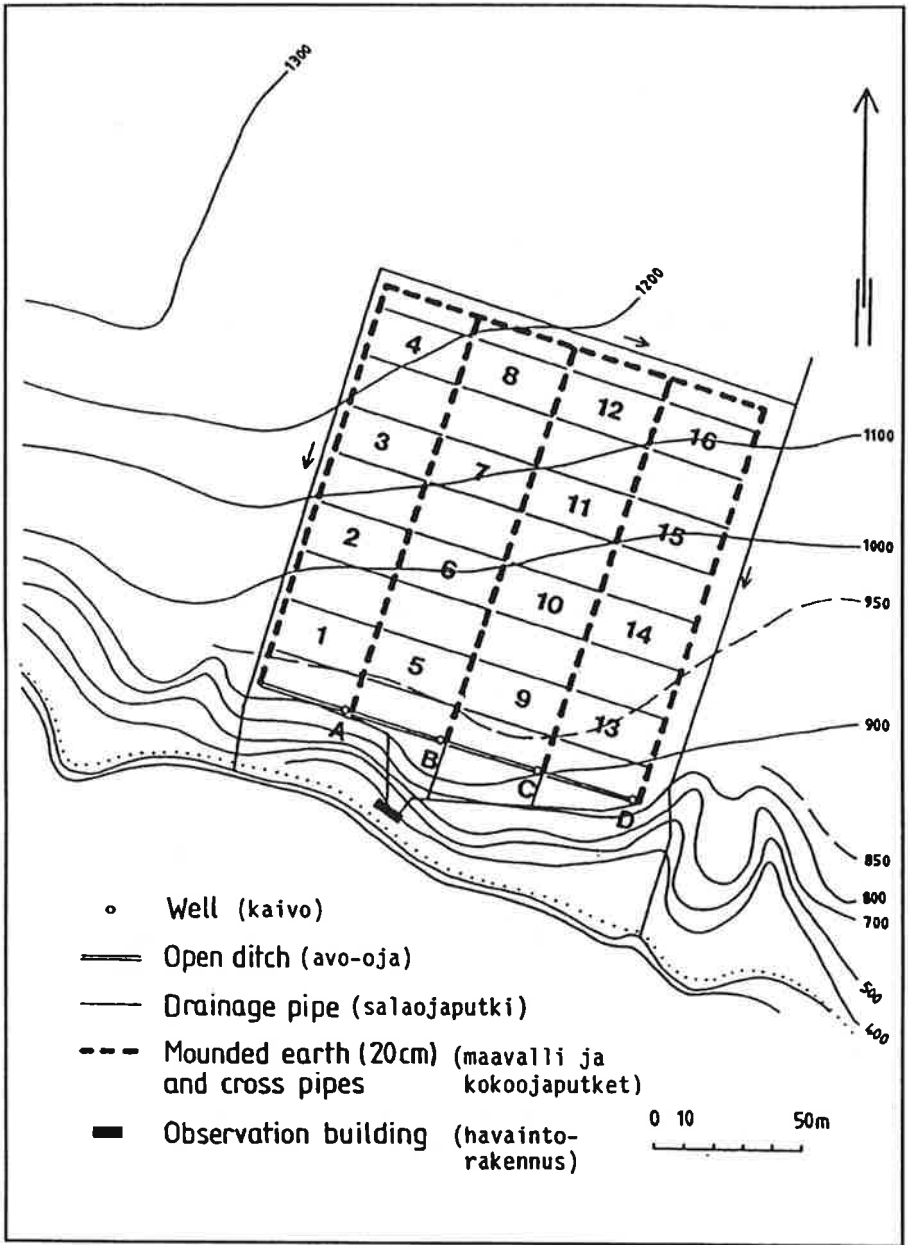 1300
1200
4
8
12
16
1100
3
7
11
15
1000
2
6
10
14
950
1
5
9
13
900
A
B
C
D
850
800
700
500
400
Well (kaivo)
Open ditch (avo-oja)
Drainage pipe (salaojaputki)
Mounded earth (20cm) (maavalli ja
and cross pipes kokoojaputket)
Observation building (havainto-
rakennus)
0 10 50m